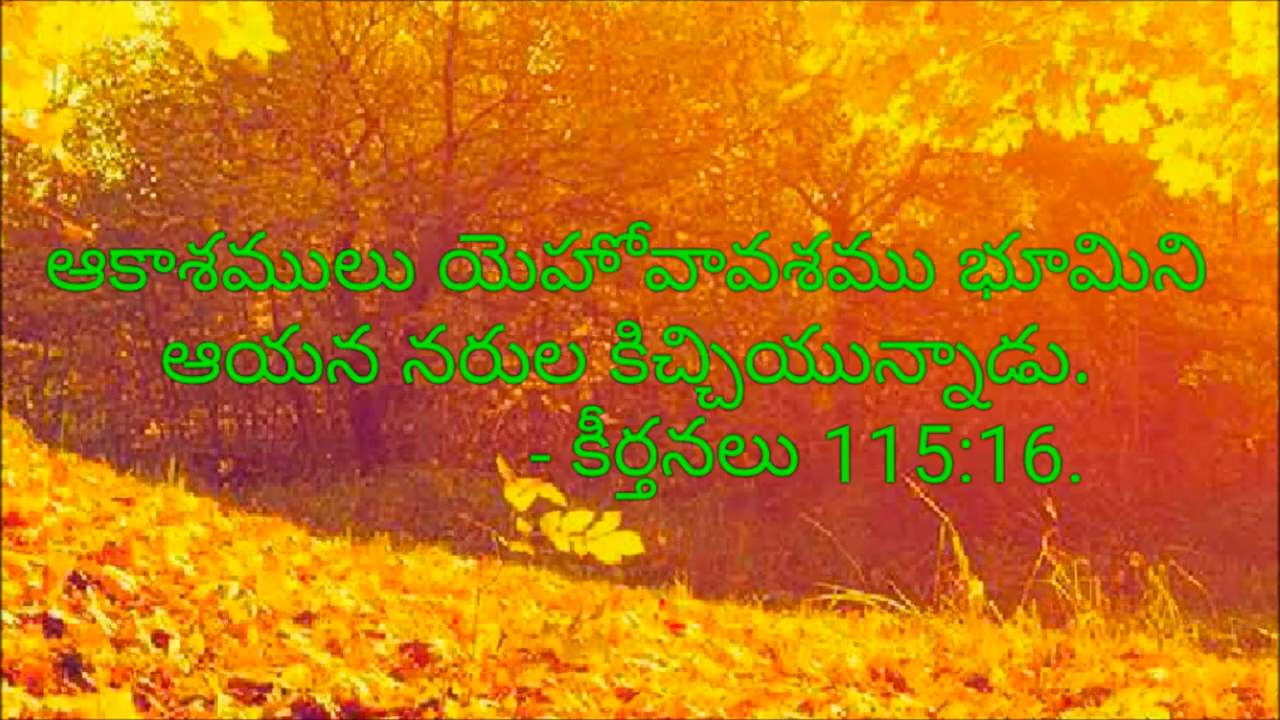 ఆకాశములు యెహోవావశము భూమిని
ఆయన నరుల కిచ్చియున్నాడు.
- కీర్తనలు 115:16.